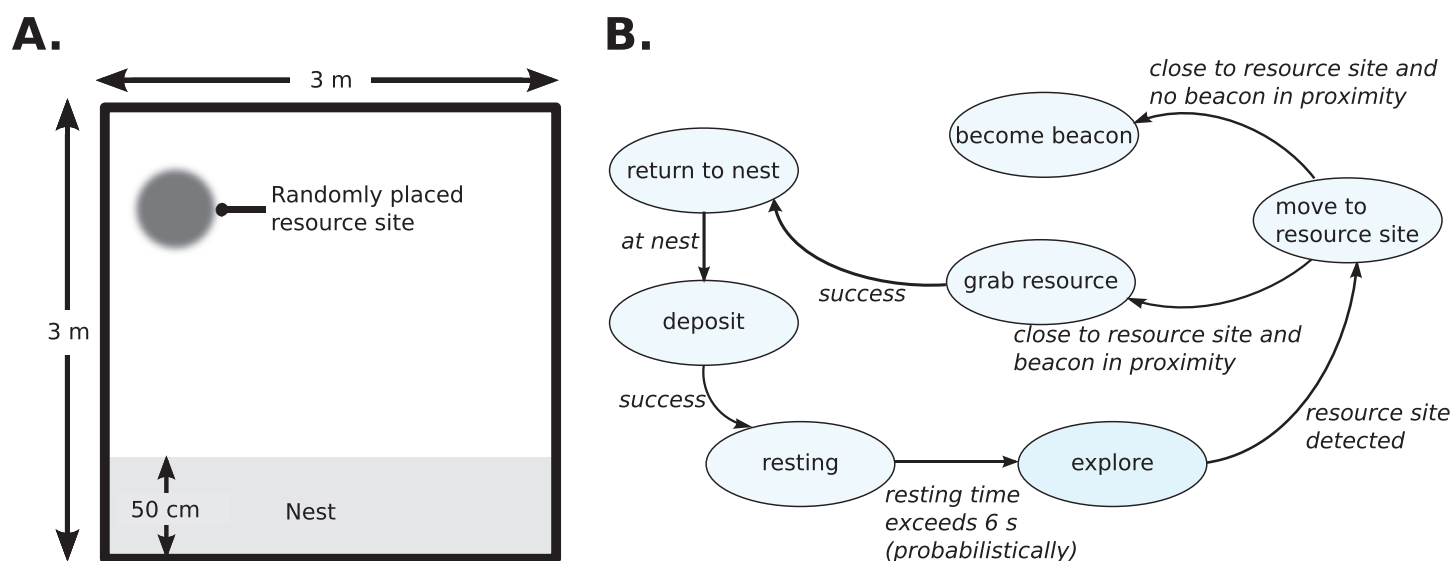 A.
3 m
3 m
Randomly placed
resource site
50 cm
Nest
B.
close to resource site and
no beacon in proximity
become beacon
return to nest
move to
resource site
at nest
grab resource
success
deposit
close to resource site and
beacon in proximity
success
resource site
detected
resting
explore
resting time
exceeds 6 s
(probabilistically)